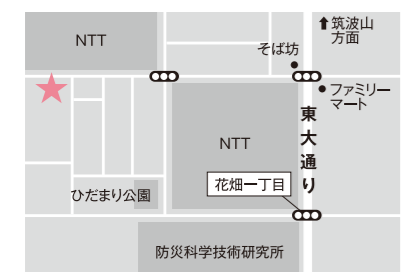 NTT
↑筑波山
方面
そば坊
ファミリー
マート
東大通り
NTT
花畑一丁目
ひだまり公園
防災科学技術研究所